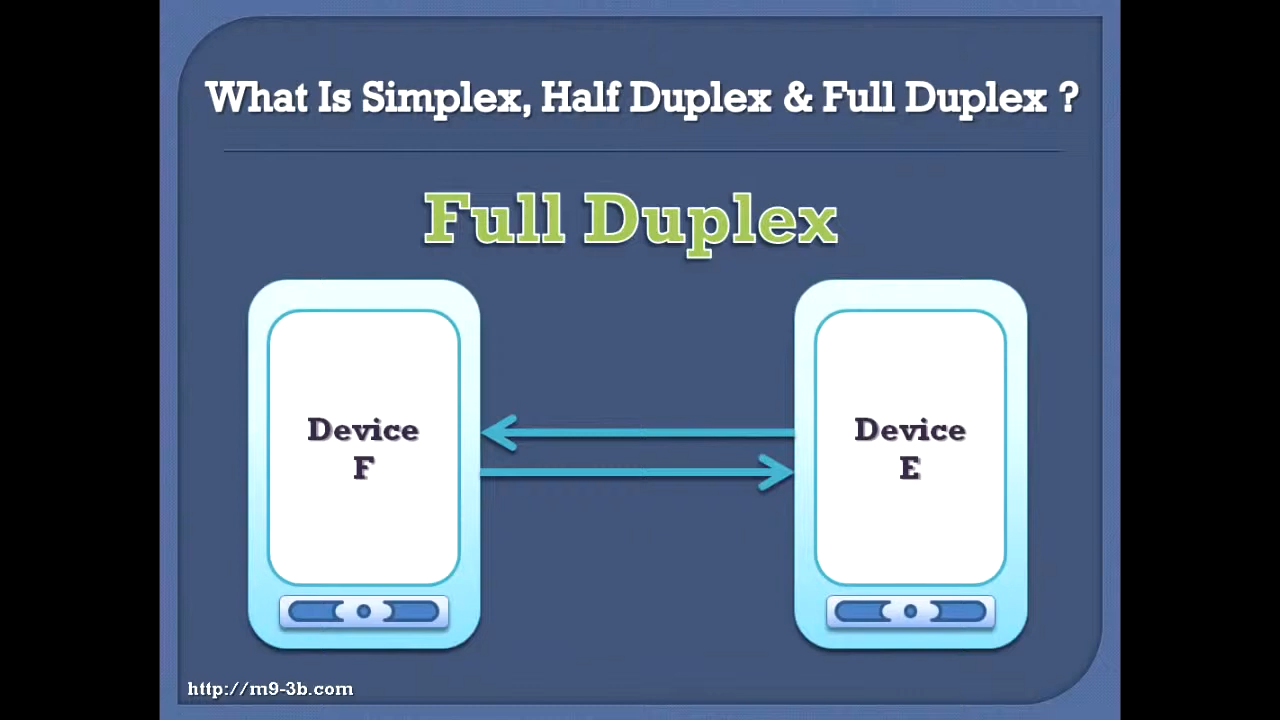 What Is Simplex, Half Duplex & Full Duplex ?
Full Duplex
Device
F
Device
E
http://m9-3b.com